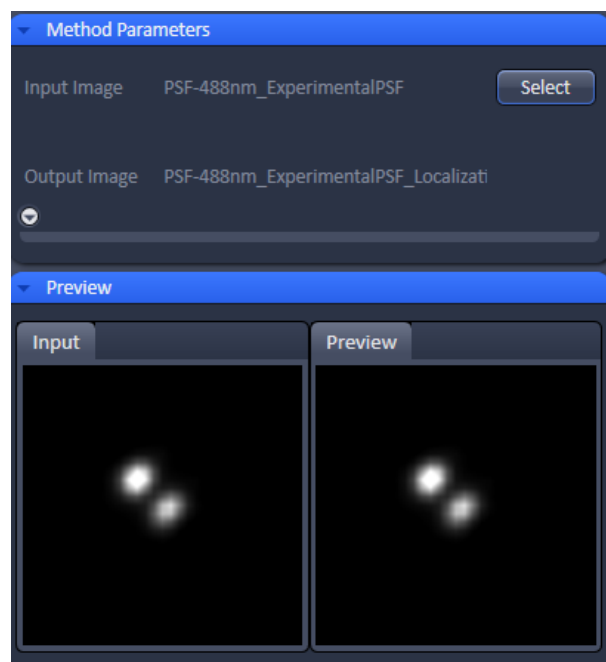 Method Parameters
Input Image PSF-488nm_ExperimentalPSF Select
Output Image PSF-488nm_ExperimentalPSF_Localizati
Preview
Input Preview